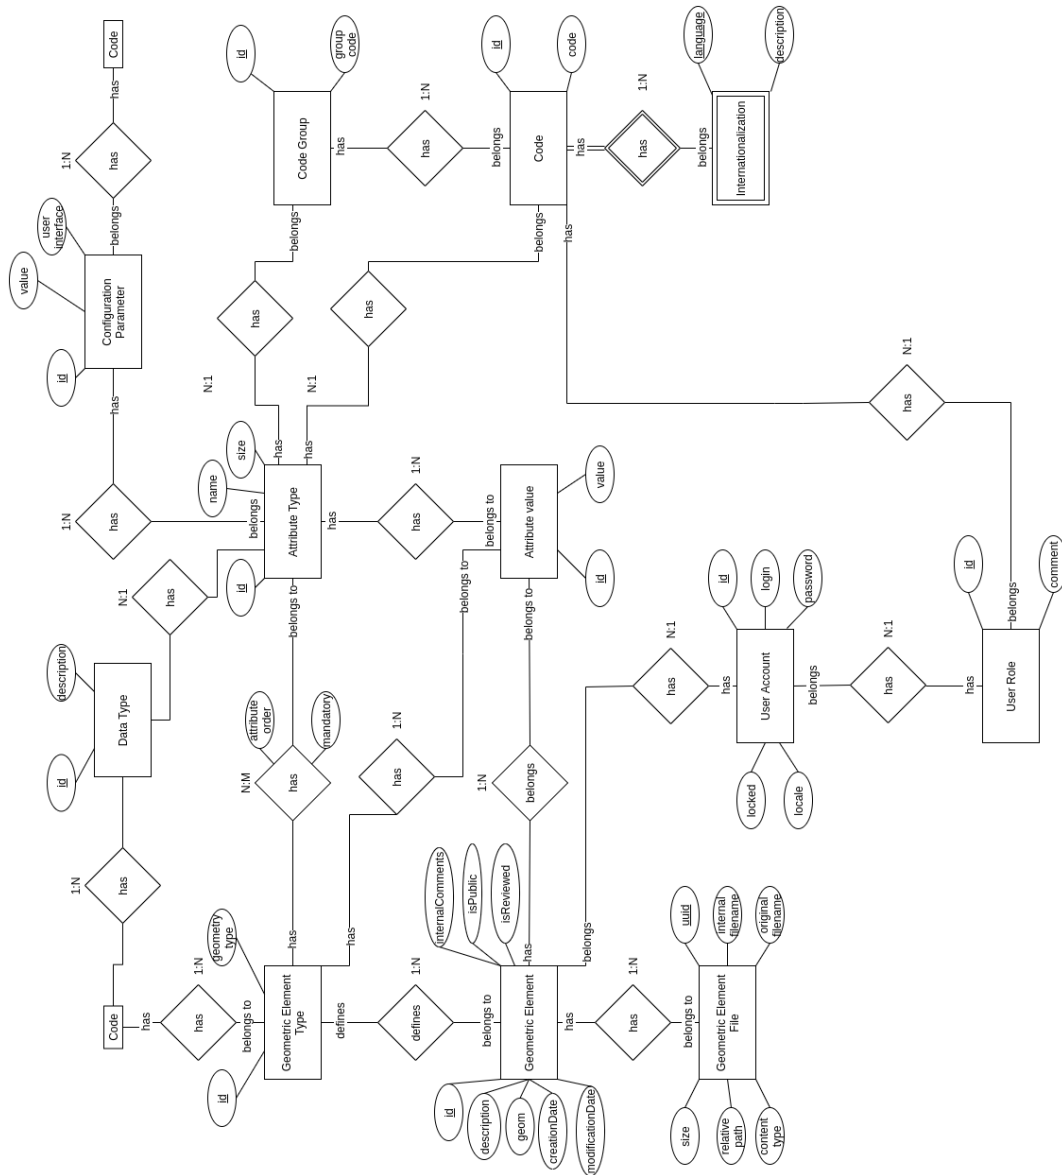 Code
has
has
1:N
belongs
user
interface
value
id
Configuration
Parameter
has
has
1:N
belongs
id
group
code
Code Group
has
has
1:N
belongs
id
code
Code
has
has
1:N
belongs
language
description
Internationalization
belongs
has
N:1
has
belongs
has
N:1
has
has
has
N:1
belongs
size
name
id
Attribute Type
has
has
1:N
belongs to
Attribute value
value
id
N:1
has
description
id
Data Type
has
1:N
belongs to
attribute
order
mandatory
has
N:M
has
belongs to
has
1:N
has
belongs to
belongs
1:N
has
id
login
password
User Account
locked
locale
has
has
N:1
belongs
belongs
has
N:1
has
id
comment
User Role
Code
has
has
1:N
belongs to
geometry
type
id
Geometric Element
Type
defines
defines
1:N
belongs to
internalComments
isPublic
isReviewed
Geometric Element
id
description
geom
creationDate
modificationDate
has
has
1:N
belongs to
uuid
internal
filename
original
filename
Geometric Element
File
size
relative
path
content
type